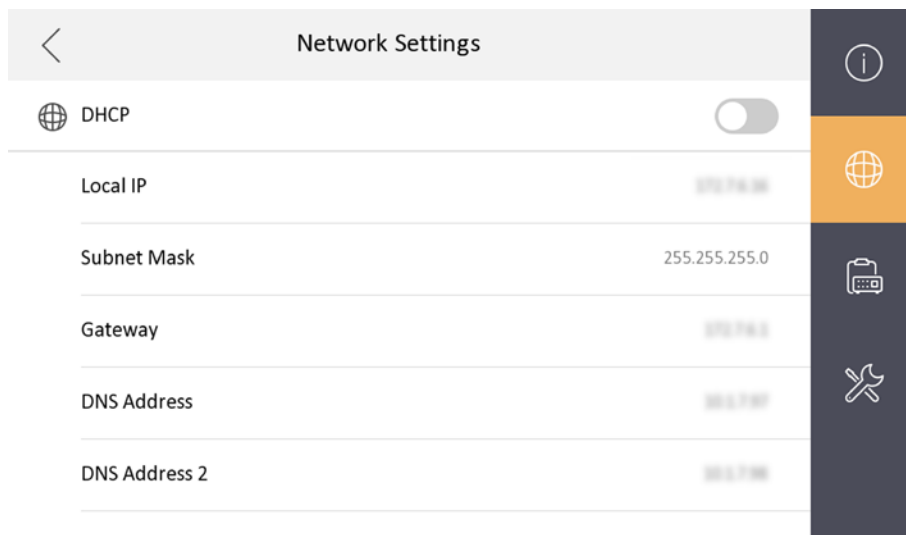 Network Settings
DHCP
Local IP
Subnet Mask 255.255.255.0
Gateway
DNS Address
DNS Address 2